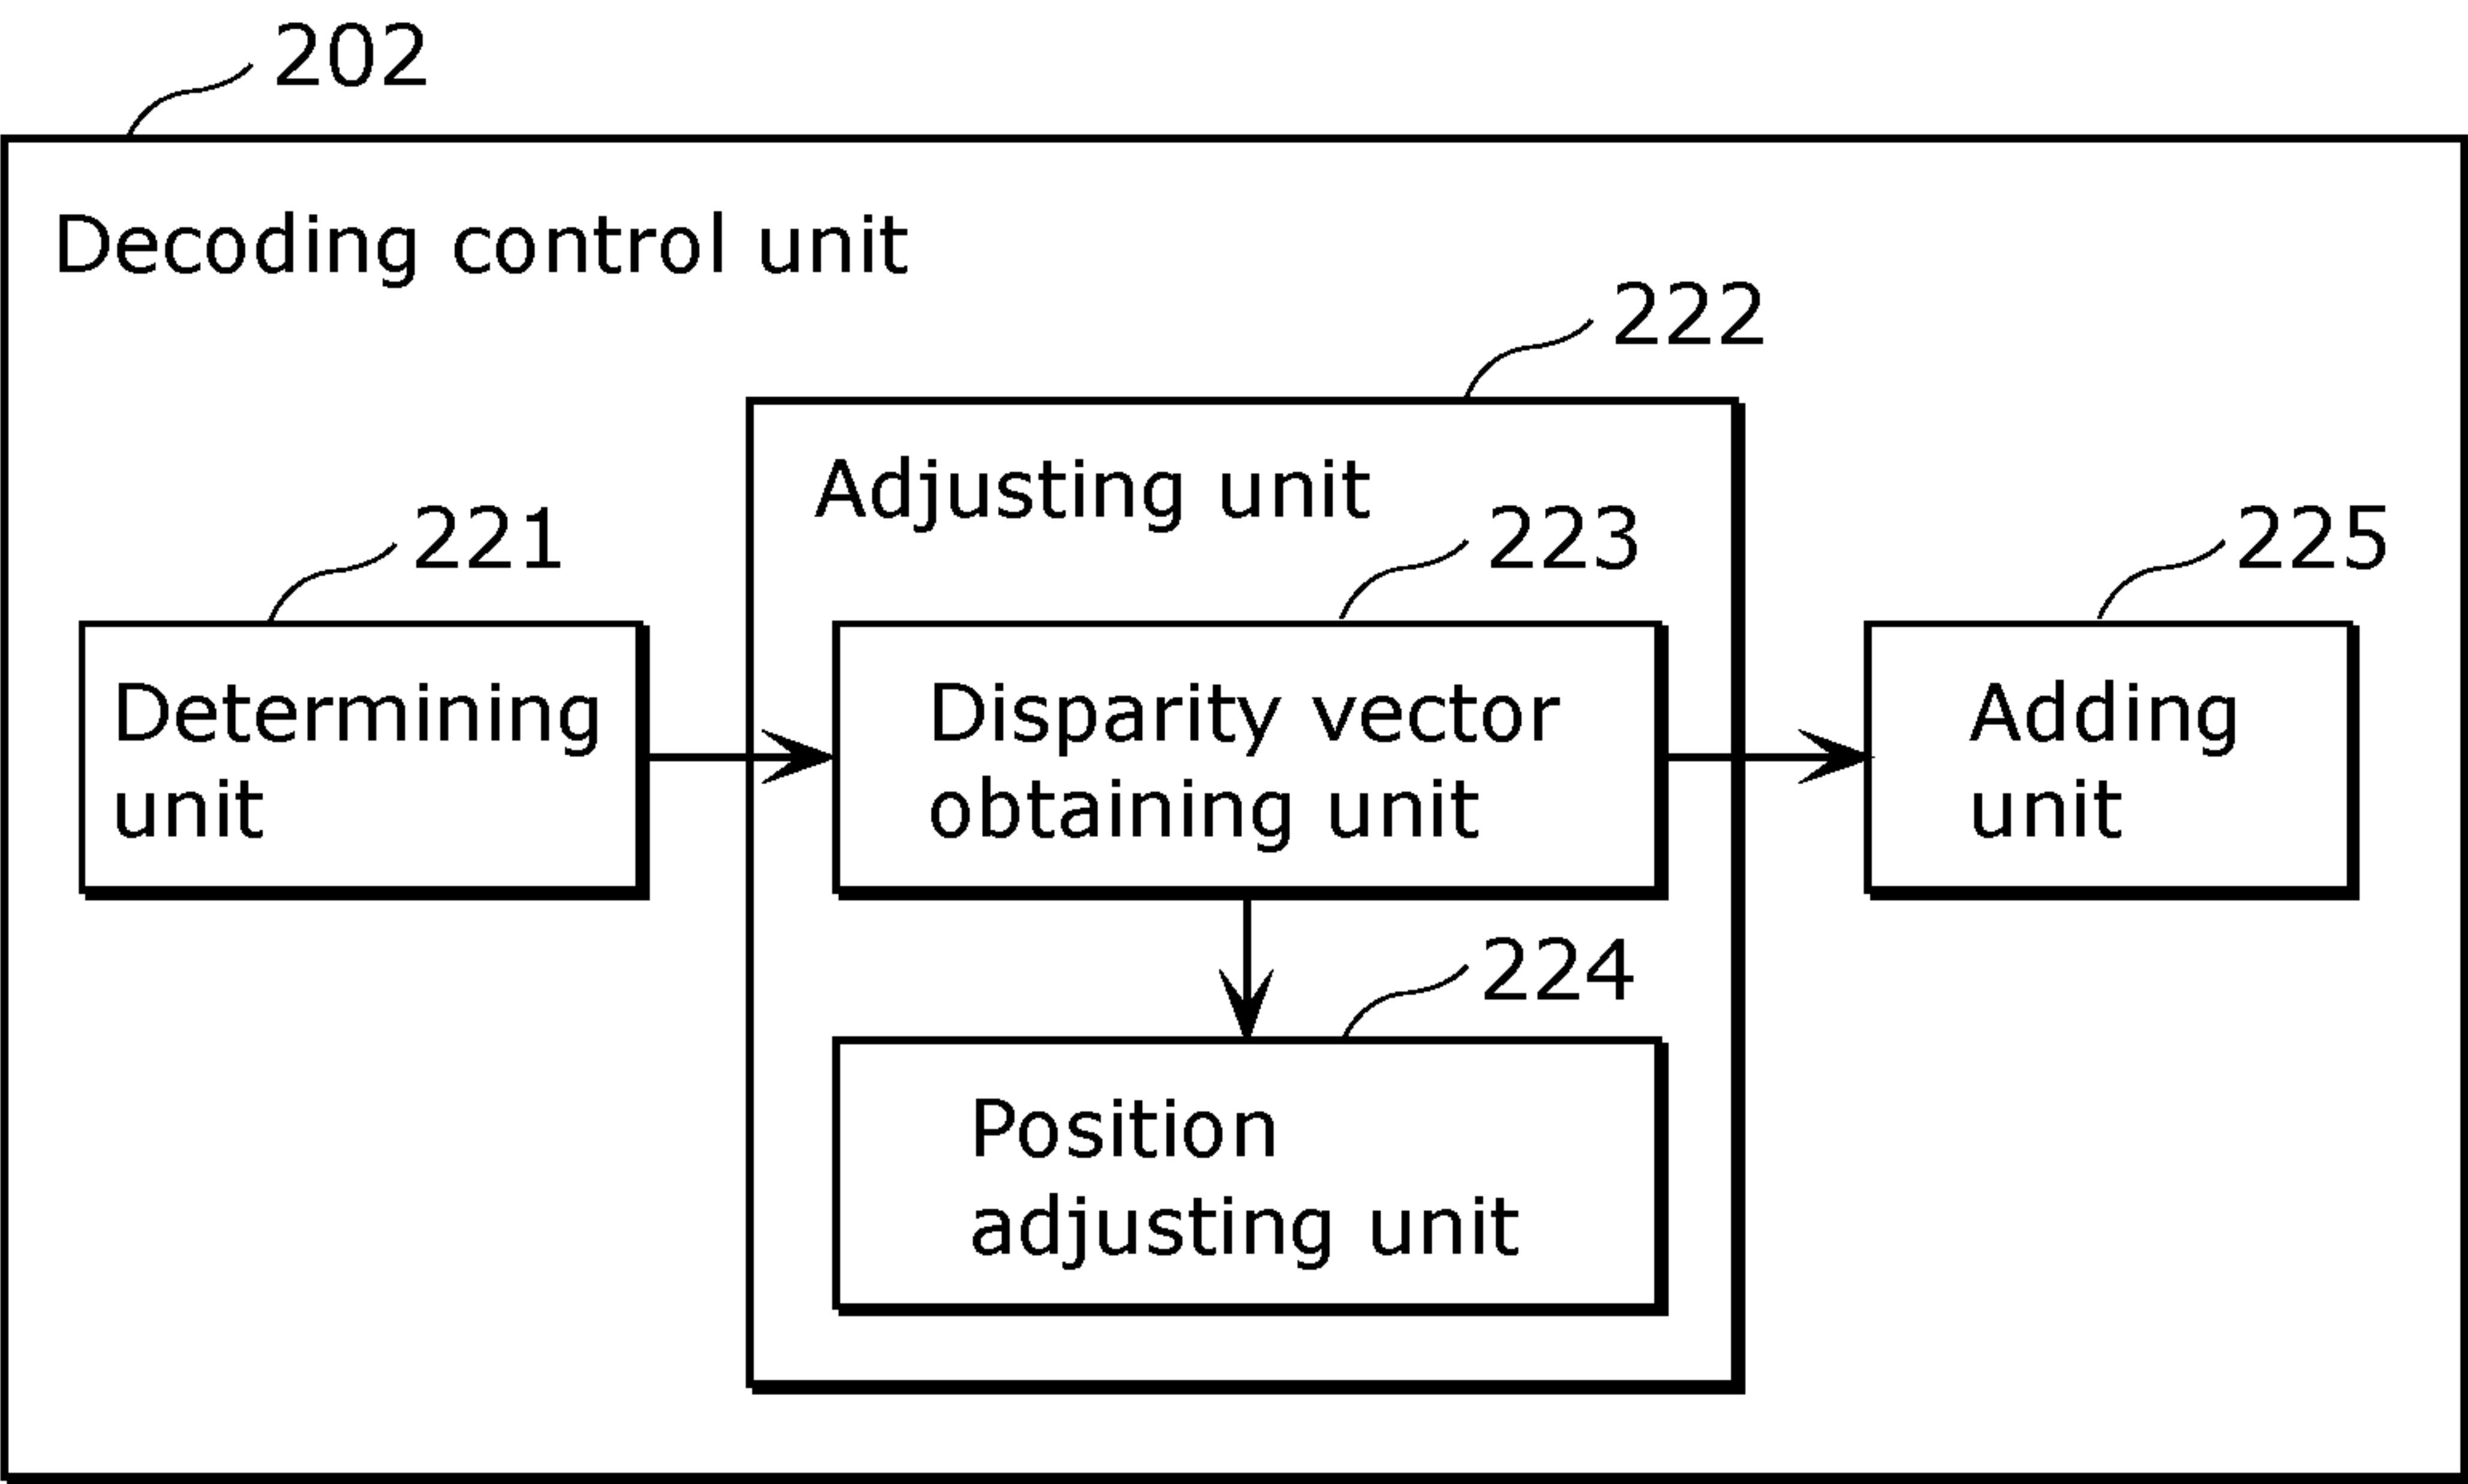 202
Decoding control unit
222
Adjusting unit
221
223
225
Determining
unit
Disparity vector
obtaining unit
Adding
unit
224
Position
adjusting unit